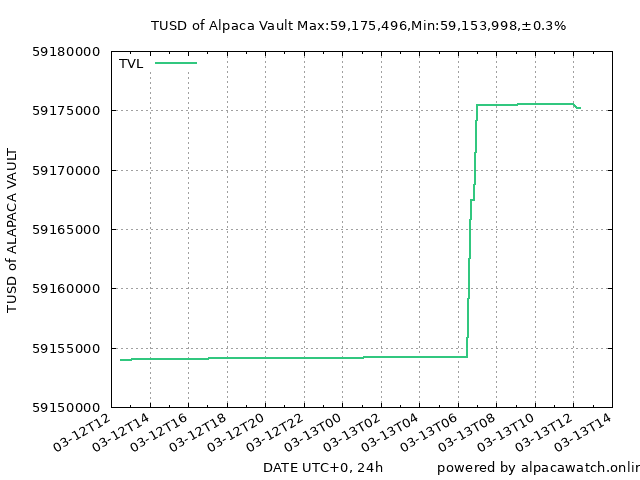 TUSD of Alpaca Vault Max:59,175,496,Min:59,153,998,±0.3%
TVL
59180000
59175000
59170000
59165000
59160000
59155000
59150000
TUSD of ALAPACA VAULT
03-12T12
03-12T14
03-12T16
03-12T18
03-12T20
03-12T22
03-13T00
03-13T02
03-13T04
03-13T06
03-13T08
03-13T10
03-13T12
03-13T14
DATE UTC+0, 24h
powered by alpacawatch.onlin